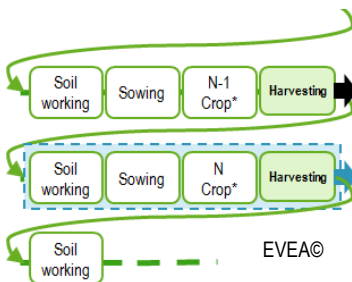 Soil
working
Sowing
N-1
Crop*
Harvesting
Soil
working
Sowing
N
Crop*
Harvesting
Soil
working
EVEA©